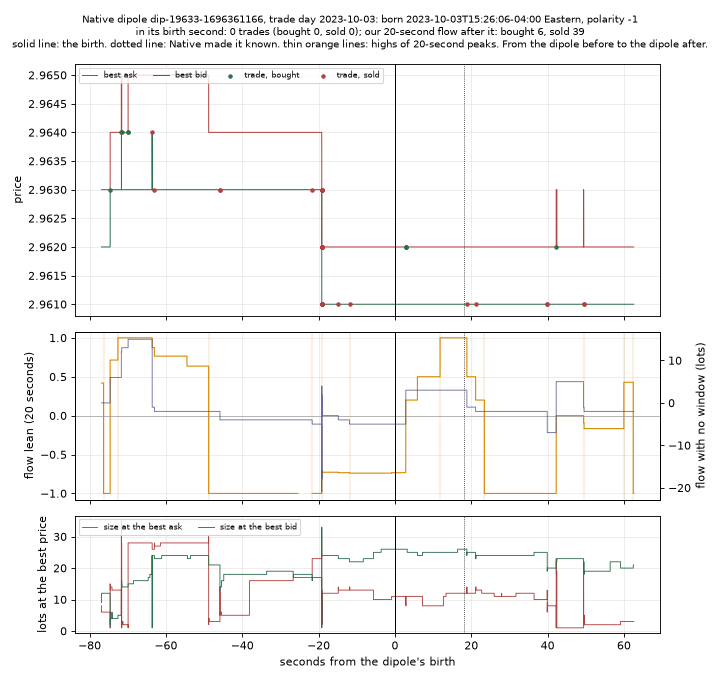 Native dipole dip-19633-1696361166, trade day 2023-10-03: born 2023-10-03T15:26:06-04:00 Eastern, polarity -1
in its birth second: 0 trades (bought 0, sold 0); our 20-second flow after it: bought 6, sold 39
solid line: the birth. dotted line: Native made it known. thin orange lines: highs of 20-second peaks. From the dipole before to the dipole after.
best ask
best bid
trade, bought
trade, sold
2.9650
2.9645
2.9640
2.9635
2.9630
2.9625
2.9620
2.9615
2.9610
price
1.0
0.5
0.0
−0.5
−1.0
flow lean (20 seconds)
10
0
−10
−20
flow with no window (lots)
size at the best ask
size at the best bid
30
20
10
0
lots at the best price
−80
−60
−40
−20
0
20
40
60
seconds from the dipole's birth